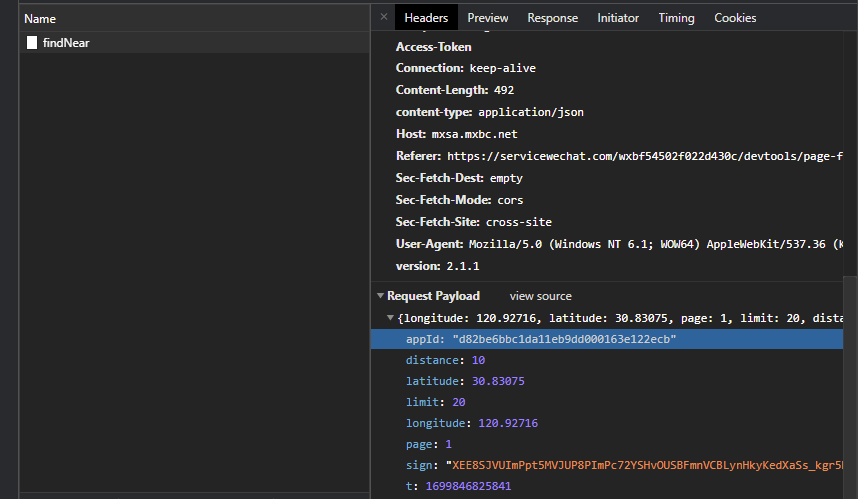 Name
findNear
× Headers Preview Response Initiator Timing Cookies
Access-Token
Connection: keep-alive
Content-Length: 492
content-type: application/json
Host: mxsa.mxbc.net
Referer: https://servicewechat.com/wxbf54502f022d430c/devtools/page-f
Sec-Fetch-Dest: empty
Sec-Fetch-Mode: cors
Sec-Fetch-Site: cross-site
User-Agent: Mozilla/5.0 (Windows NT 6.1; WOW64) AppleWebKit/537.36 (K
version: 2.1.1
Request Payload view source
{longitude: 120.92716, latitude: 30.83075, page: 1, limit: 20, dista
appId: "d82be6bbc1da11eb9dd000163e122ecb"
distance: 10
latitude: 30.83075
limit: 20
longitude: 120.92716
page: 1
sign: "XEE8SJVUImPpt5MVJUP8PImPc72YSHvOUSBFmnVCBLynHkyKedXaSs_kgr5
t: 1699846825841